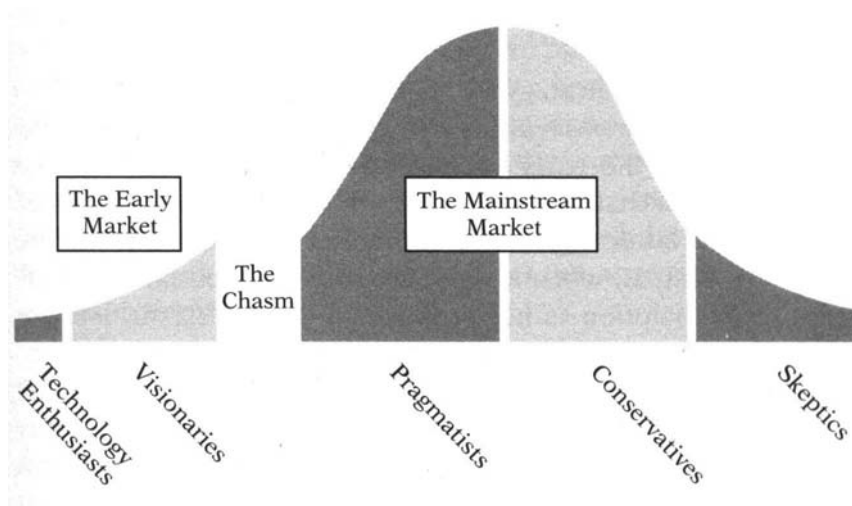 The Early
Market
The Mainstream
Market
The
Chasm
Technology
Enthusiasts
Visionaries
Pragmatists
Conservatives
Skeptics